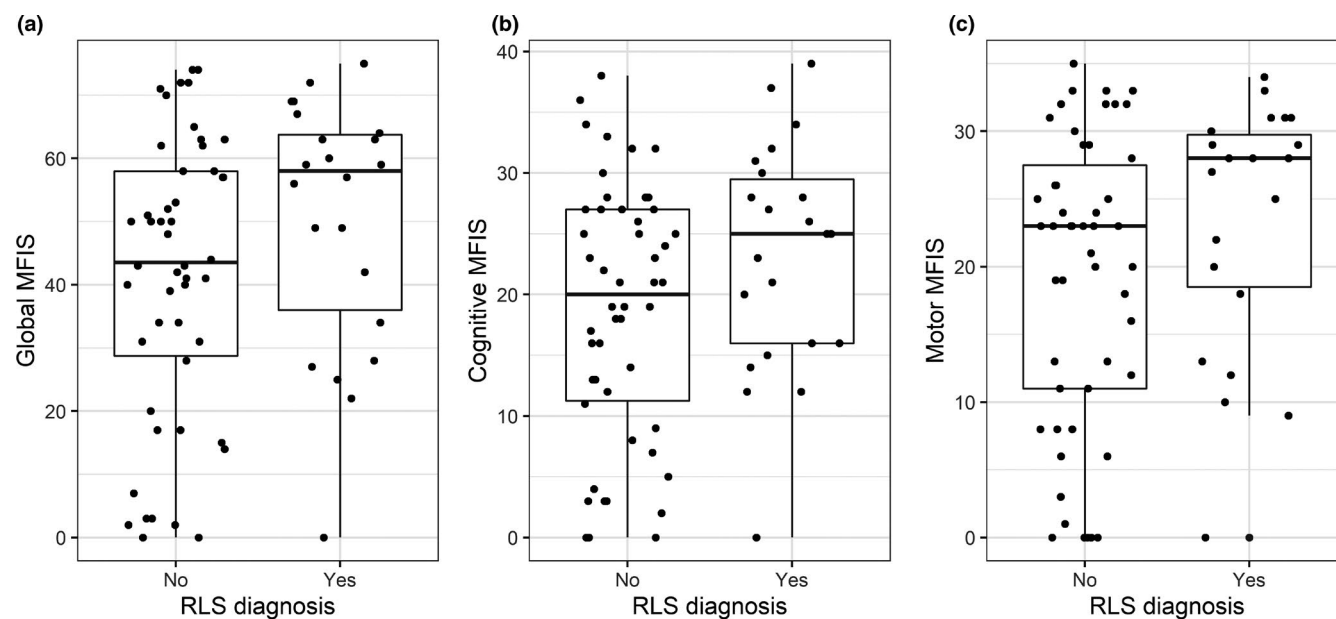 (a)
Global MFIS
60
40
20
0
No
Yes
RLS diagnosis
(b)
Cognitive MFIS
40
30
20
10
0
No
Yes
RLS diagnosis
(c)
Motor MFIS
30
20
10
0
No
Yes
RLS diagnosis